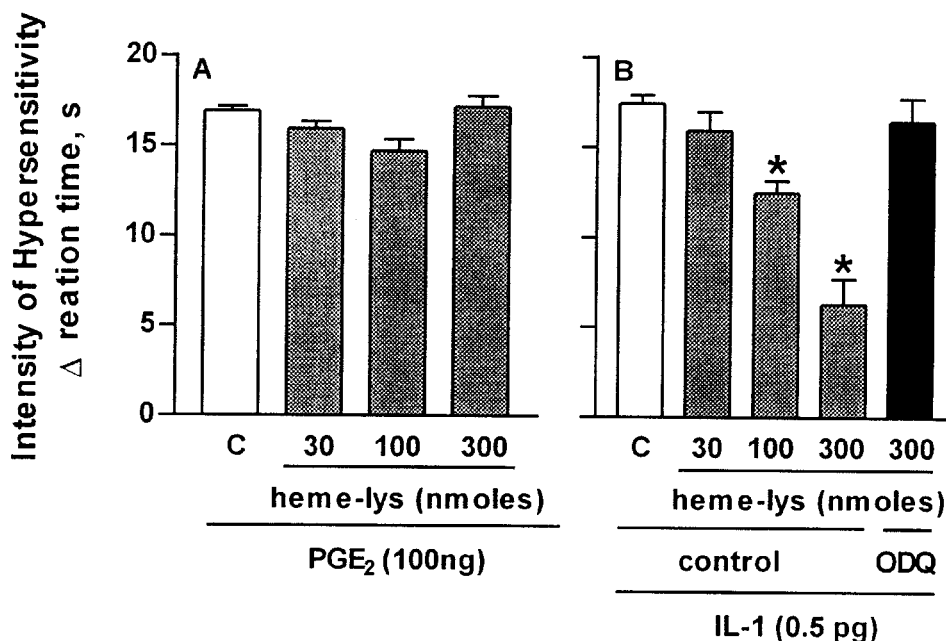 Intensity of Hypersensitivity
Δ reation time, s
20
15
10
5
0
A
C 30 100 300
heme-lys (nmoles)
PGE₂ (100ng)
B
*
*
C 30 100 300 300
heme-lys (nmoles)
control ODQ
IL-1 (0.5 pg)